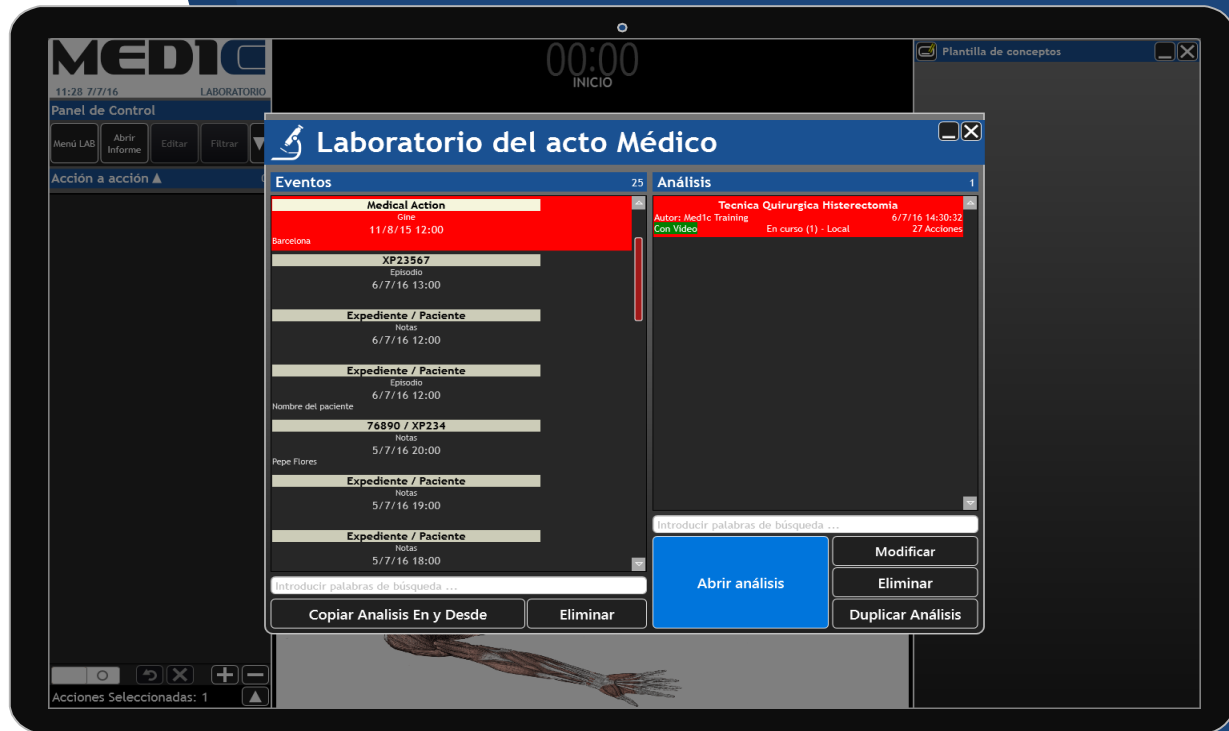 MED1C
11:28 7/7/16 LABORATORIO
Panel de Control
Menú LAB
Abrir Informe
Editar
Filtrar
Acción a acción
00:00
INICIO
Plantilla de conceptos
Laboratorio del acto Médico
Eventos 25
Medical Action
Gine
11/8/15 12:00
Barcelona
XP23567
Episodio
6/7/16 13:00
Expediente / Paciente
Notas
6/7/16 12:00
Expediente / Paciente
Episodio
6/7/16 12:00
Nombre del paciente
76890 / XP234
Notas
5/7/16 20:00
Pepe Flores
Expediente / Paciente
Notas
5/7/16 19:00
Expediente / Paciente
Notas
5/7/16 18:00
Introducir palabras de búsqueda ...
Copiar Analisis En y Desde
Eliminar
Análisis 1
Tecnica Quirurgica Histerectomia
Autor: Med1c Training 6/7/16 14:30:32
Con Vídeo En curso (1) - Local 27 Acciones
Introducir palabras de búsqueda ...
Abrir análisis
Modificar
Eliminar
Duplicar Análisis
Acciones Seleccionadas: 1